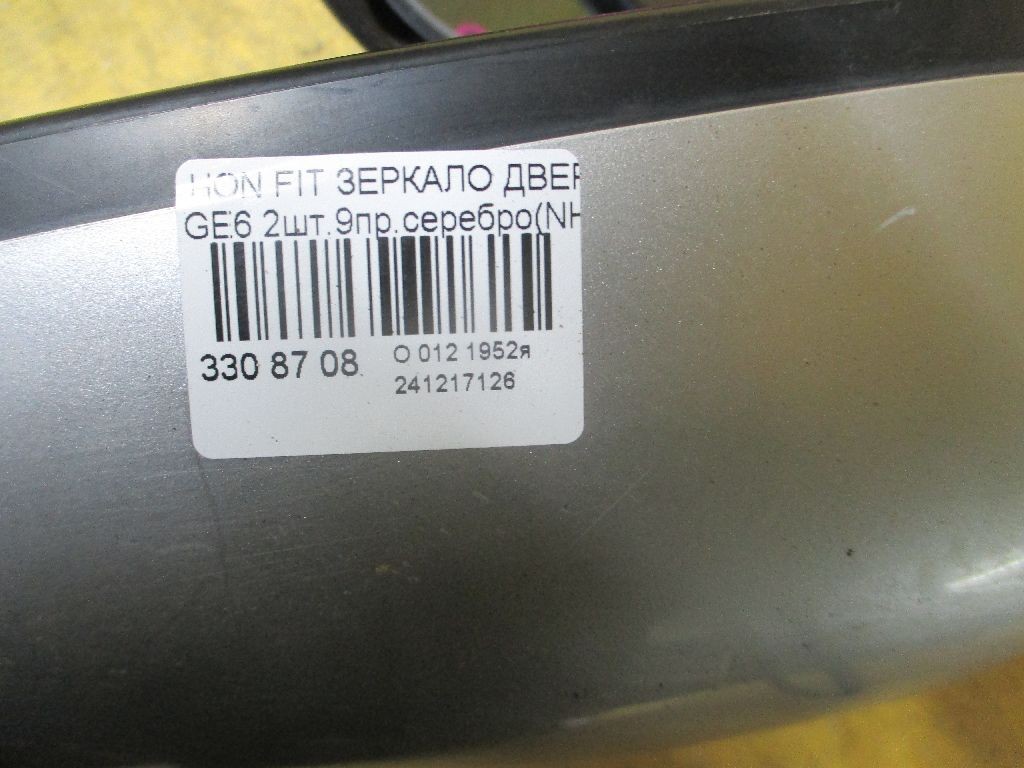 HON FIT ЗЕРКАЛО ДВЕР
GE6 2шт.9пр.серебро(NH
330 87 08
О 012 1952я
241217126